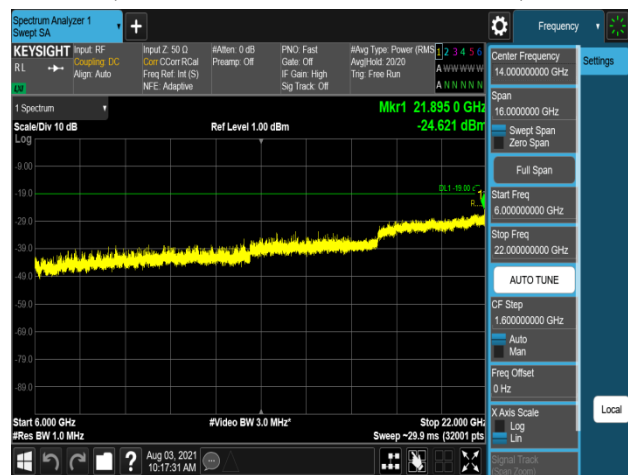 Spectrum Analyzer 1
Swept SA
Frequency
KEYSIGHT
RL
Input: RF
Coupling: DC
Align: Auto
Input Z: 50 Ω
Corr CCorr RCal
Freq Ref: Int (S)
NFE: Adaptive
#Atten: 0 dB
Preamp: Off
PNO: Fast
Gate: Off
IF Gain: High
Sig Track: Off
#Avg Type: Power (RMS
Avg|Hold: 20/20
Trig: Free Run
1 2 3 4 5 6
A W W W W W
A N N N N N
LXI
1 Spectrum
Mkr1 21.895 0 GHz
Scale/Div 10 dB
Ref Level 1.00 dBm
-24.621 dBm
Log
-9.00
-19.0
-29.0
-39.0
-49.0
-59.0
-69.0
-79.0
-89.0
DL1 -19.00
1
R...
Start 6.000 GHz
#Video BW 3.0 MHz*
Stop 22.000 GHz
#Res BW 1.0 MHz
Sweep ~29.9 ms (32001 pts
Aug 03, 2021
10:17:31 AM
Center Frequency
14.000000000 GHz
Settings
Span
16.0000000 GHz
Swept Span
Zero Span
Full Span
Start Freq
6.000000000 GHz
Stop Freq
22.000000000 GHz
AUTO TUNE
CF Step
1.600000000 GHz
Auto
Man
Freq Offset
0 Hz
X Axis Scale
Log
Lin
Local
Signal Track
(Span Zoom)